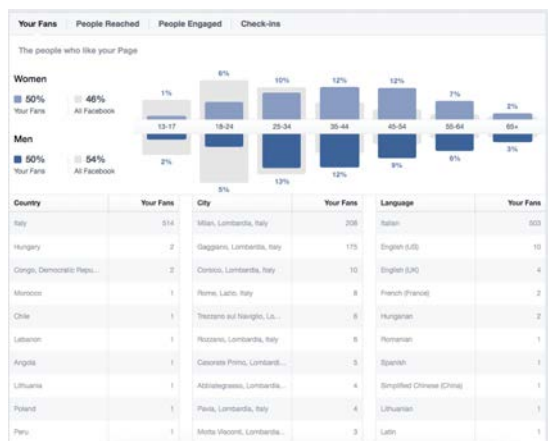 Your Fans People Reached People Engaged Check-ins
The people who like your Page
Women
6% 10% 12% 12% 7%
1% 2%
50% 46%
Your Fans All Facebook
13-17 18-24 25-34 35-44 45-54 55-64 65+
Men
50% 54%
Your Fans All Facebook
2% 5% 13% 12% 9% 6% 3%
Country Your Fans City Your Fans Language Your Fans
Italy 514 Milan, Lombardia, Italy 208 Italian 503
Hungary 2 Gaggiano, Lombardia, Italy 175 English (US) 10
Congo, Democratic Repu... 2 Corsico, Lombardia, Italy 10 English (UK) 4
Morocco 1 Rome, Lazio, Italy 8 French (France) 2
Chile 1 Trezzano sul Naviglio, Lo... 6 Hungarian 2
Lebanon 1 Rozzano, Lombardia, Italy 6 Romanian 1
Angola 1 Casorate Primo, Lombardi... 5 Spanish 1
Lithuania 1 Abbiategrasso, Lombardia... 4 Simplified Chinese (China) 1
Poland 1 Pavia, Lombardia, Italy 4 Lithuanian 1
Peru 1 Motta Visconti, Lombardia... 3 Latin 1